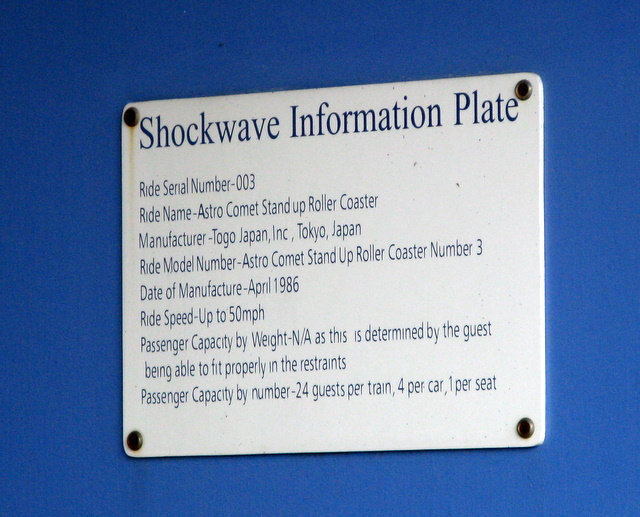 Shockwave Information Plate
Ride Serial Number-003
Ride Name-Astro Comet Stand up Roller Coaster
Manufacturer-Togo Japan, Inc, Tokyo, Japan
Ride Model Number-Astro Comet Stand Up Roller Coaster Number 3
Date of Manufacture-April 1986
Ride Speed-Up to 50mph
Passenger Capacity by Weight-N/A as this is determined by the guest
being able to fit properly in the restraints
Passenger Capacity by number-24 guests per train, 4 per car, 1 per seat